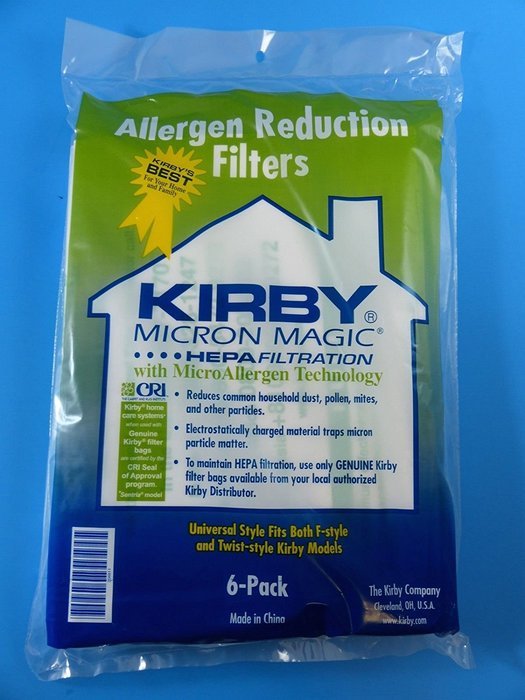 Allergen Reduction
Filters
KIRBY'S
BEST
For Your Home
and Family
KIRBY®
MICRON MAGIC®
••••HEPA FILTRATION
with MicroAllergen Technology
CRI
THE CARPET AND RUG INSTITUTE
Kirby® home
care systems*
when used with
Genuine
Kirby® filter
bags
are certified by the
CRI Seal
of Approval
program.
*Sentria® model
• Reduces common household dust, pollen, mites,
and other particles.
• Electrostatically charged material traps micron
particle matter.
• To maintain HEPA filtration, use only GENUINE Kirby
filter bags available from your local authorized
Kirby Distributor.
Universal Style Fits Both F-style
and Twist-style Kirby Models
6-Pack
Made in China
The Kirby Company
Cleveland, OH, U.S.A.
www.kirby.com